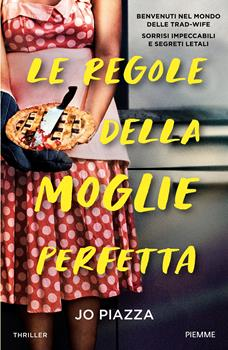 BENVENUTI NEL MONDO
DELLE TRAD-WIFE
SORRISI IMPECCABILI
E SEGRETI LETALI
LE REGOLE
DELLA
MOGLIE
PERFETTA
JO PIAZZA
THRILLER
PIEMME